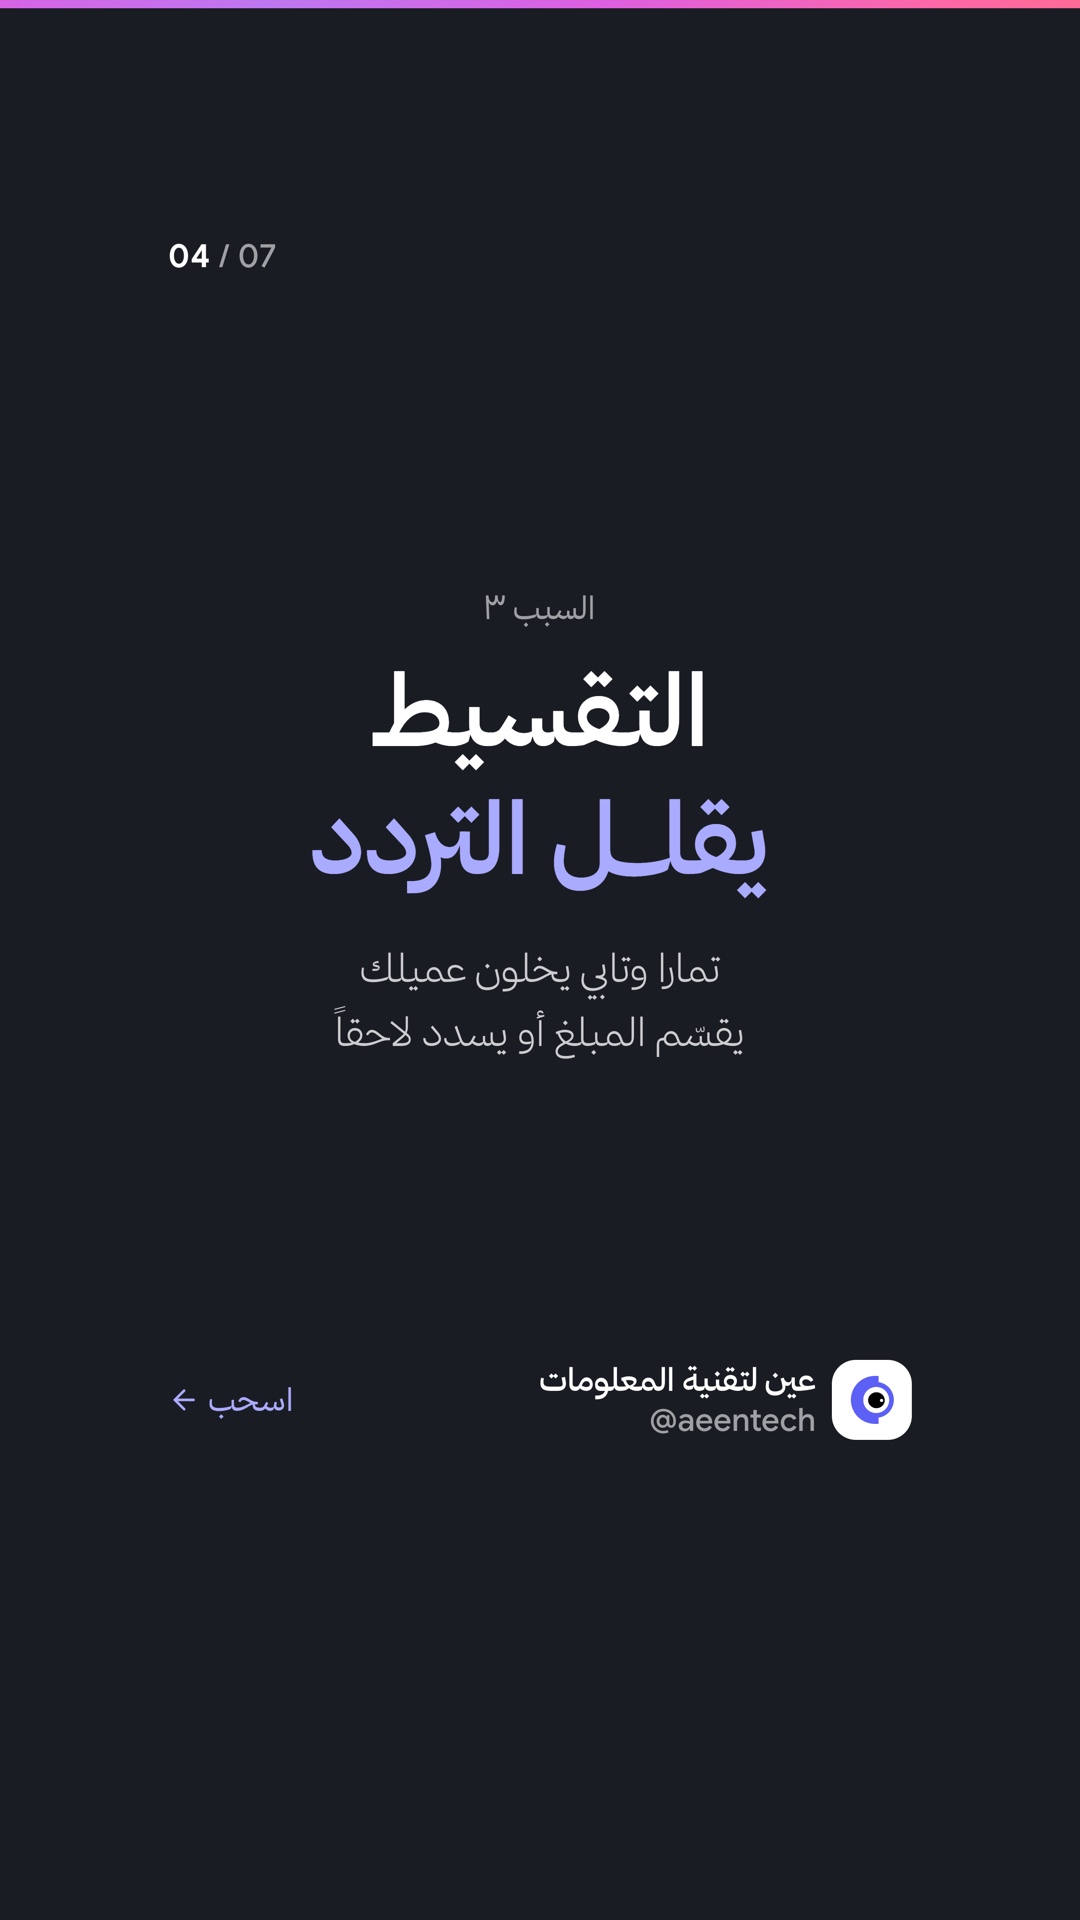 04 / 07
السبب ٣
التقسيط
يقلــل التردد
تمارا وتابي يخلون عميلك
يقسّم المبلغ أو يسدد لاحقاً
عين لتقنية المعلومات
@aeentech
اسحب ←